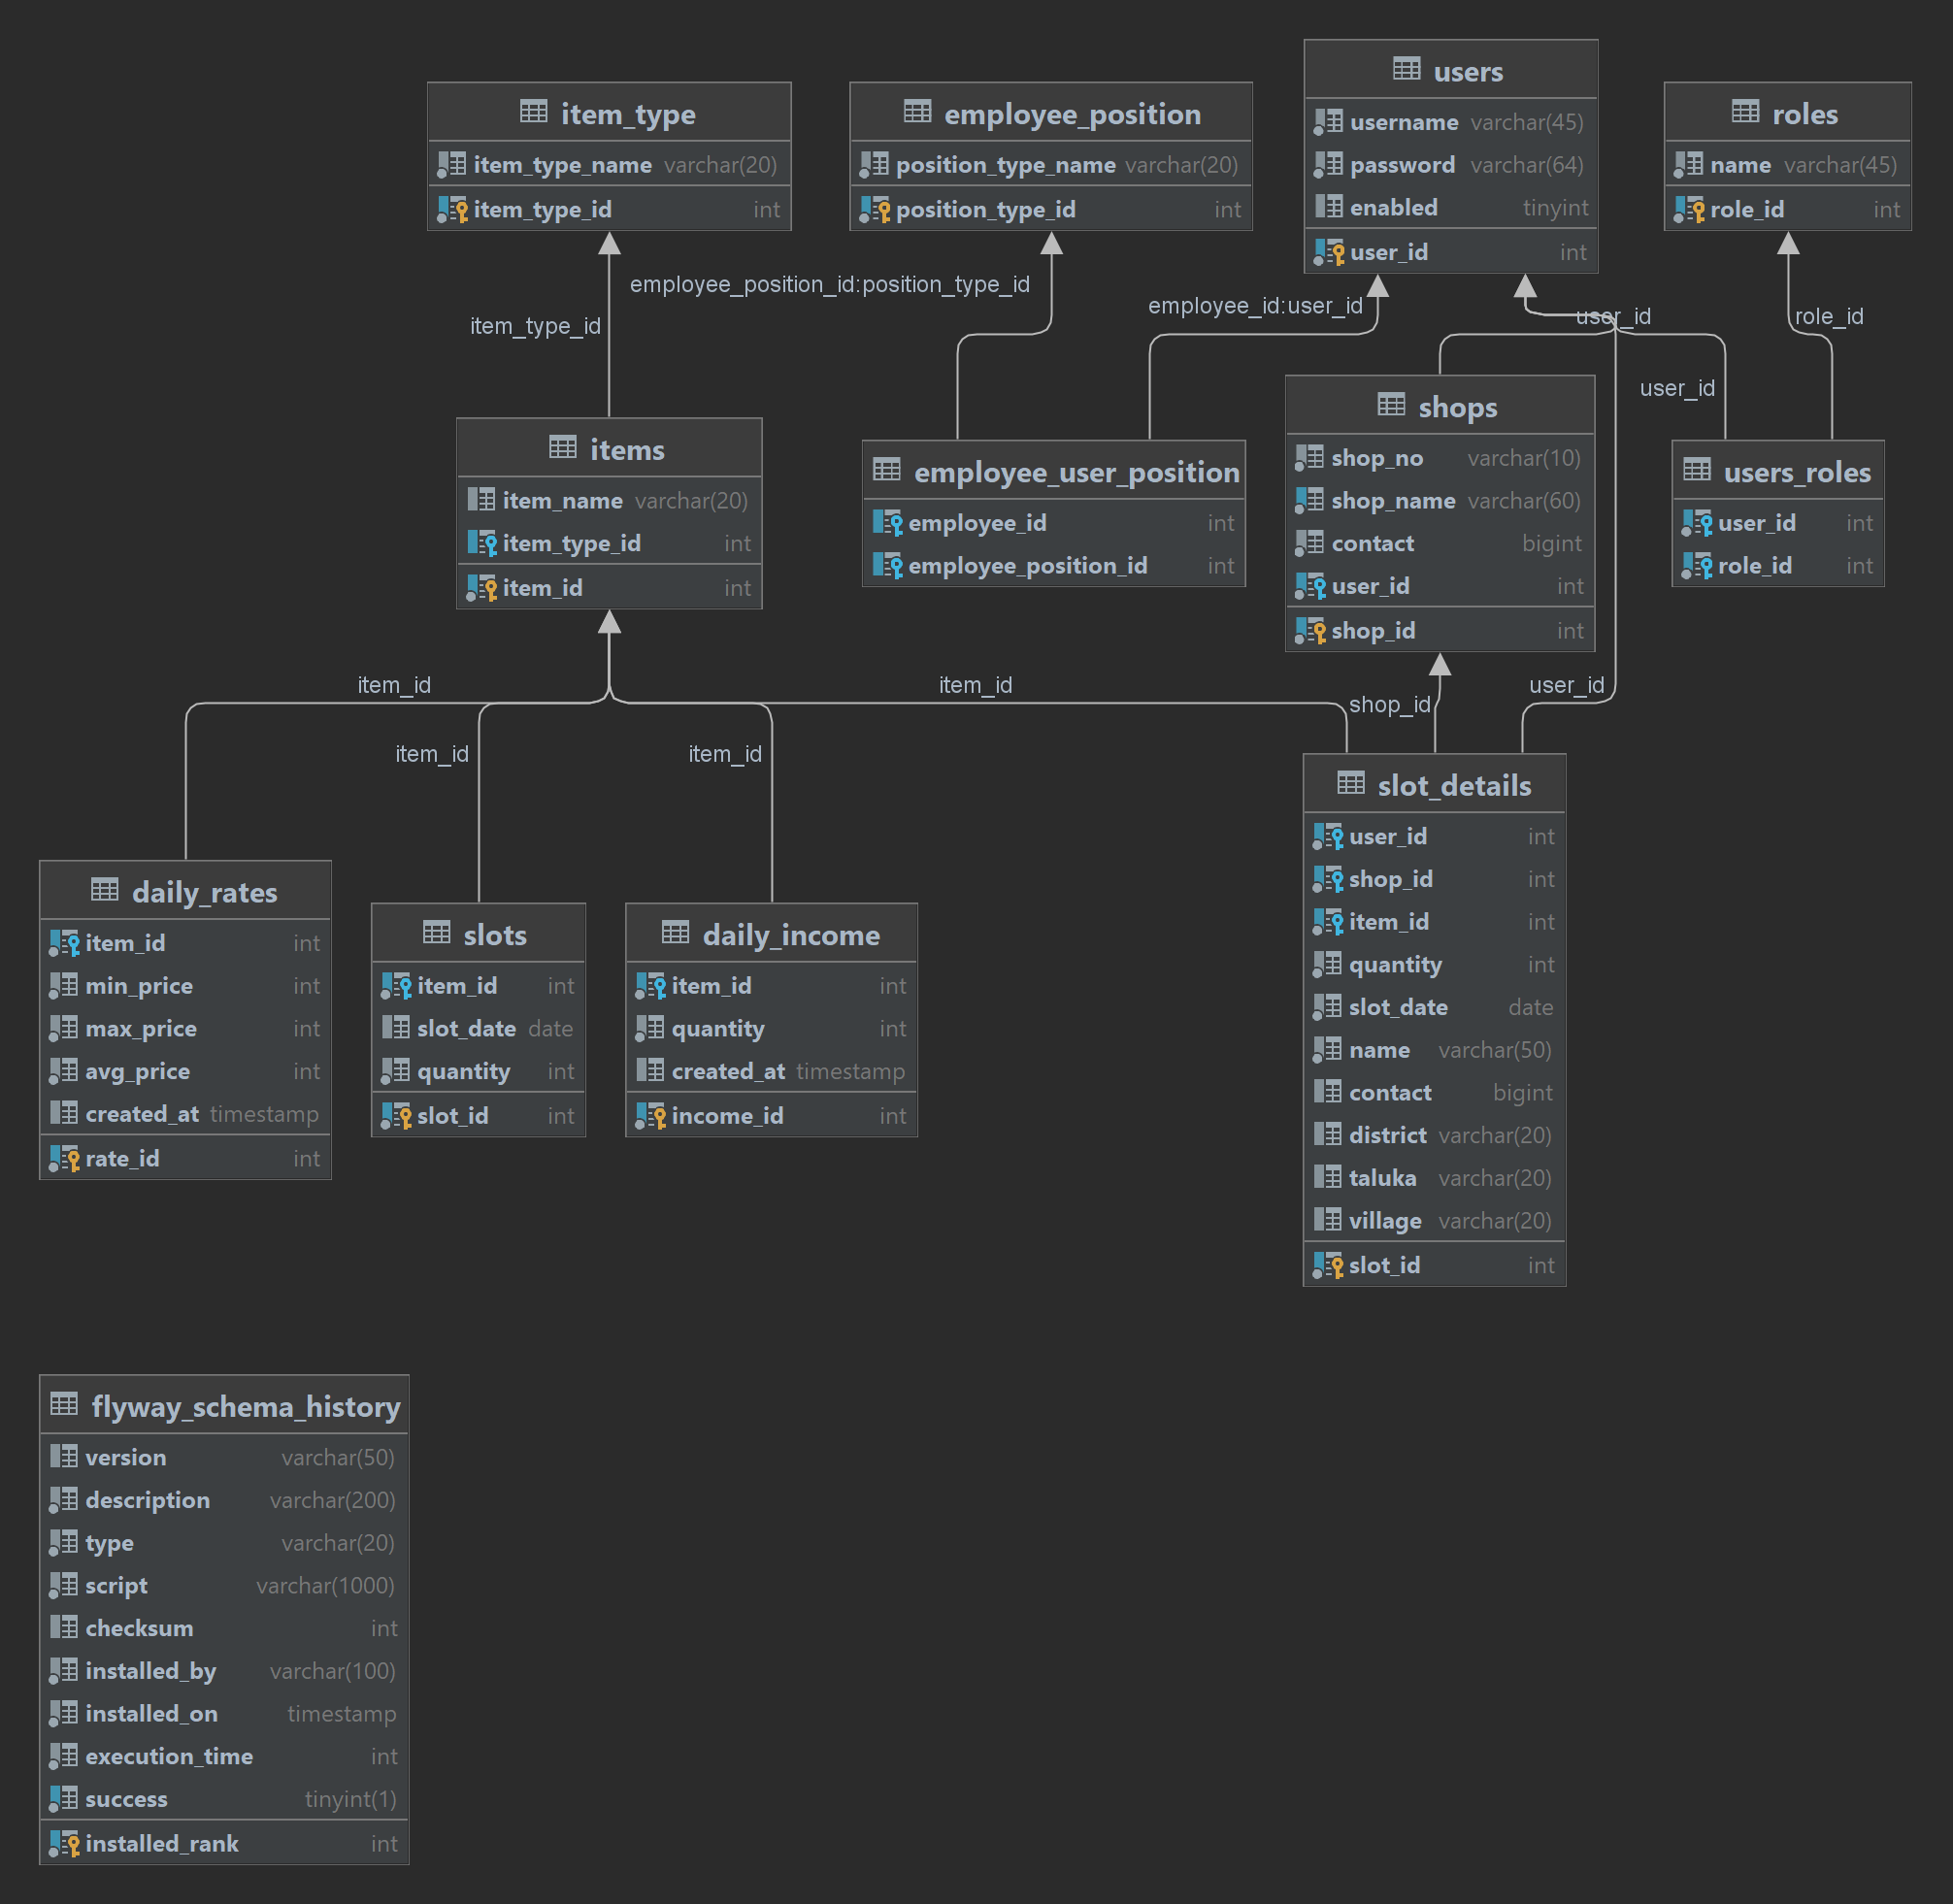 item_type
item_type_name varchar(20)
item_type_id int
employee_position
position_type_name varchar(20)
position_type_id int
users
username varchar(45)
password varchar(64)
enabled tinyint
user_id int
roles
name varchar(45)
role_id int
employee_position_id:position_type_id
employee_id:user_id
item_type_id
user_id
role_id
user_id
items
item_name varchar(20)
item_type_id int
item_id int
employee_user_position
employee_id int
employee_position_id int
shops
shop_no varchar(10)
shop_name varchar(60)
contact bigint
user_id int
shop_id int
users_roles
user_id int
role_id int
item_id
item_id
shop_id
user_id
item_id
item_id
daily_rates
item_id int
min_price int
max_price int
avg_price int
created_at timestamp
rate_id int
slots
item_id int
slot_date date
quantity int
slot_id int
daily_income
item_id int
quantity int
created_at timestamp
income_id int
slot_details
user_id int
shop_id int
item_id int
quantity int
slot_date date
name varchar(50)
contact bigint
district varchar(20)
taluka varchar(20)
village varchar(20)
slot_id int
flyway_schema_history
version varchar(50)
description varchar(200)
type varchar(20)
script varchar(1000)
checksum int
installed_by varchar(100)
installed_on timestamp
execution_time int
success tinyint(1)
installed_rank int